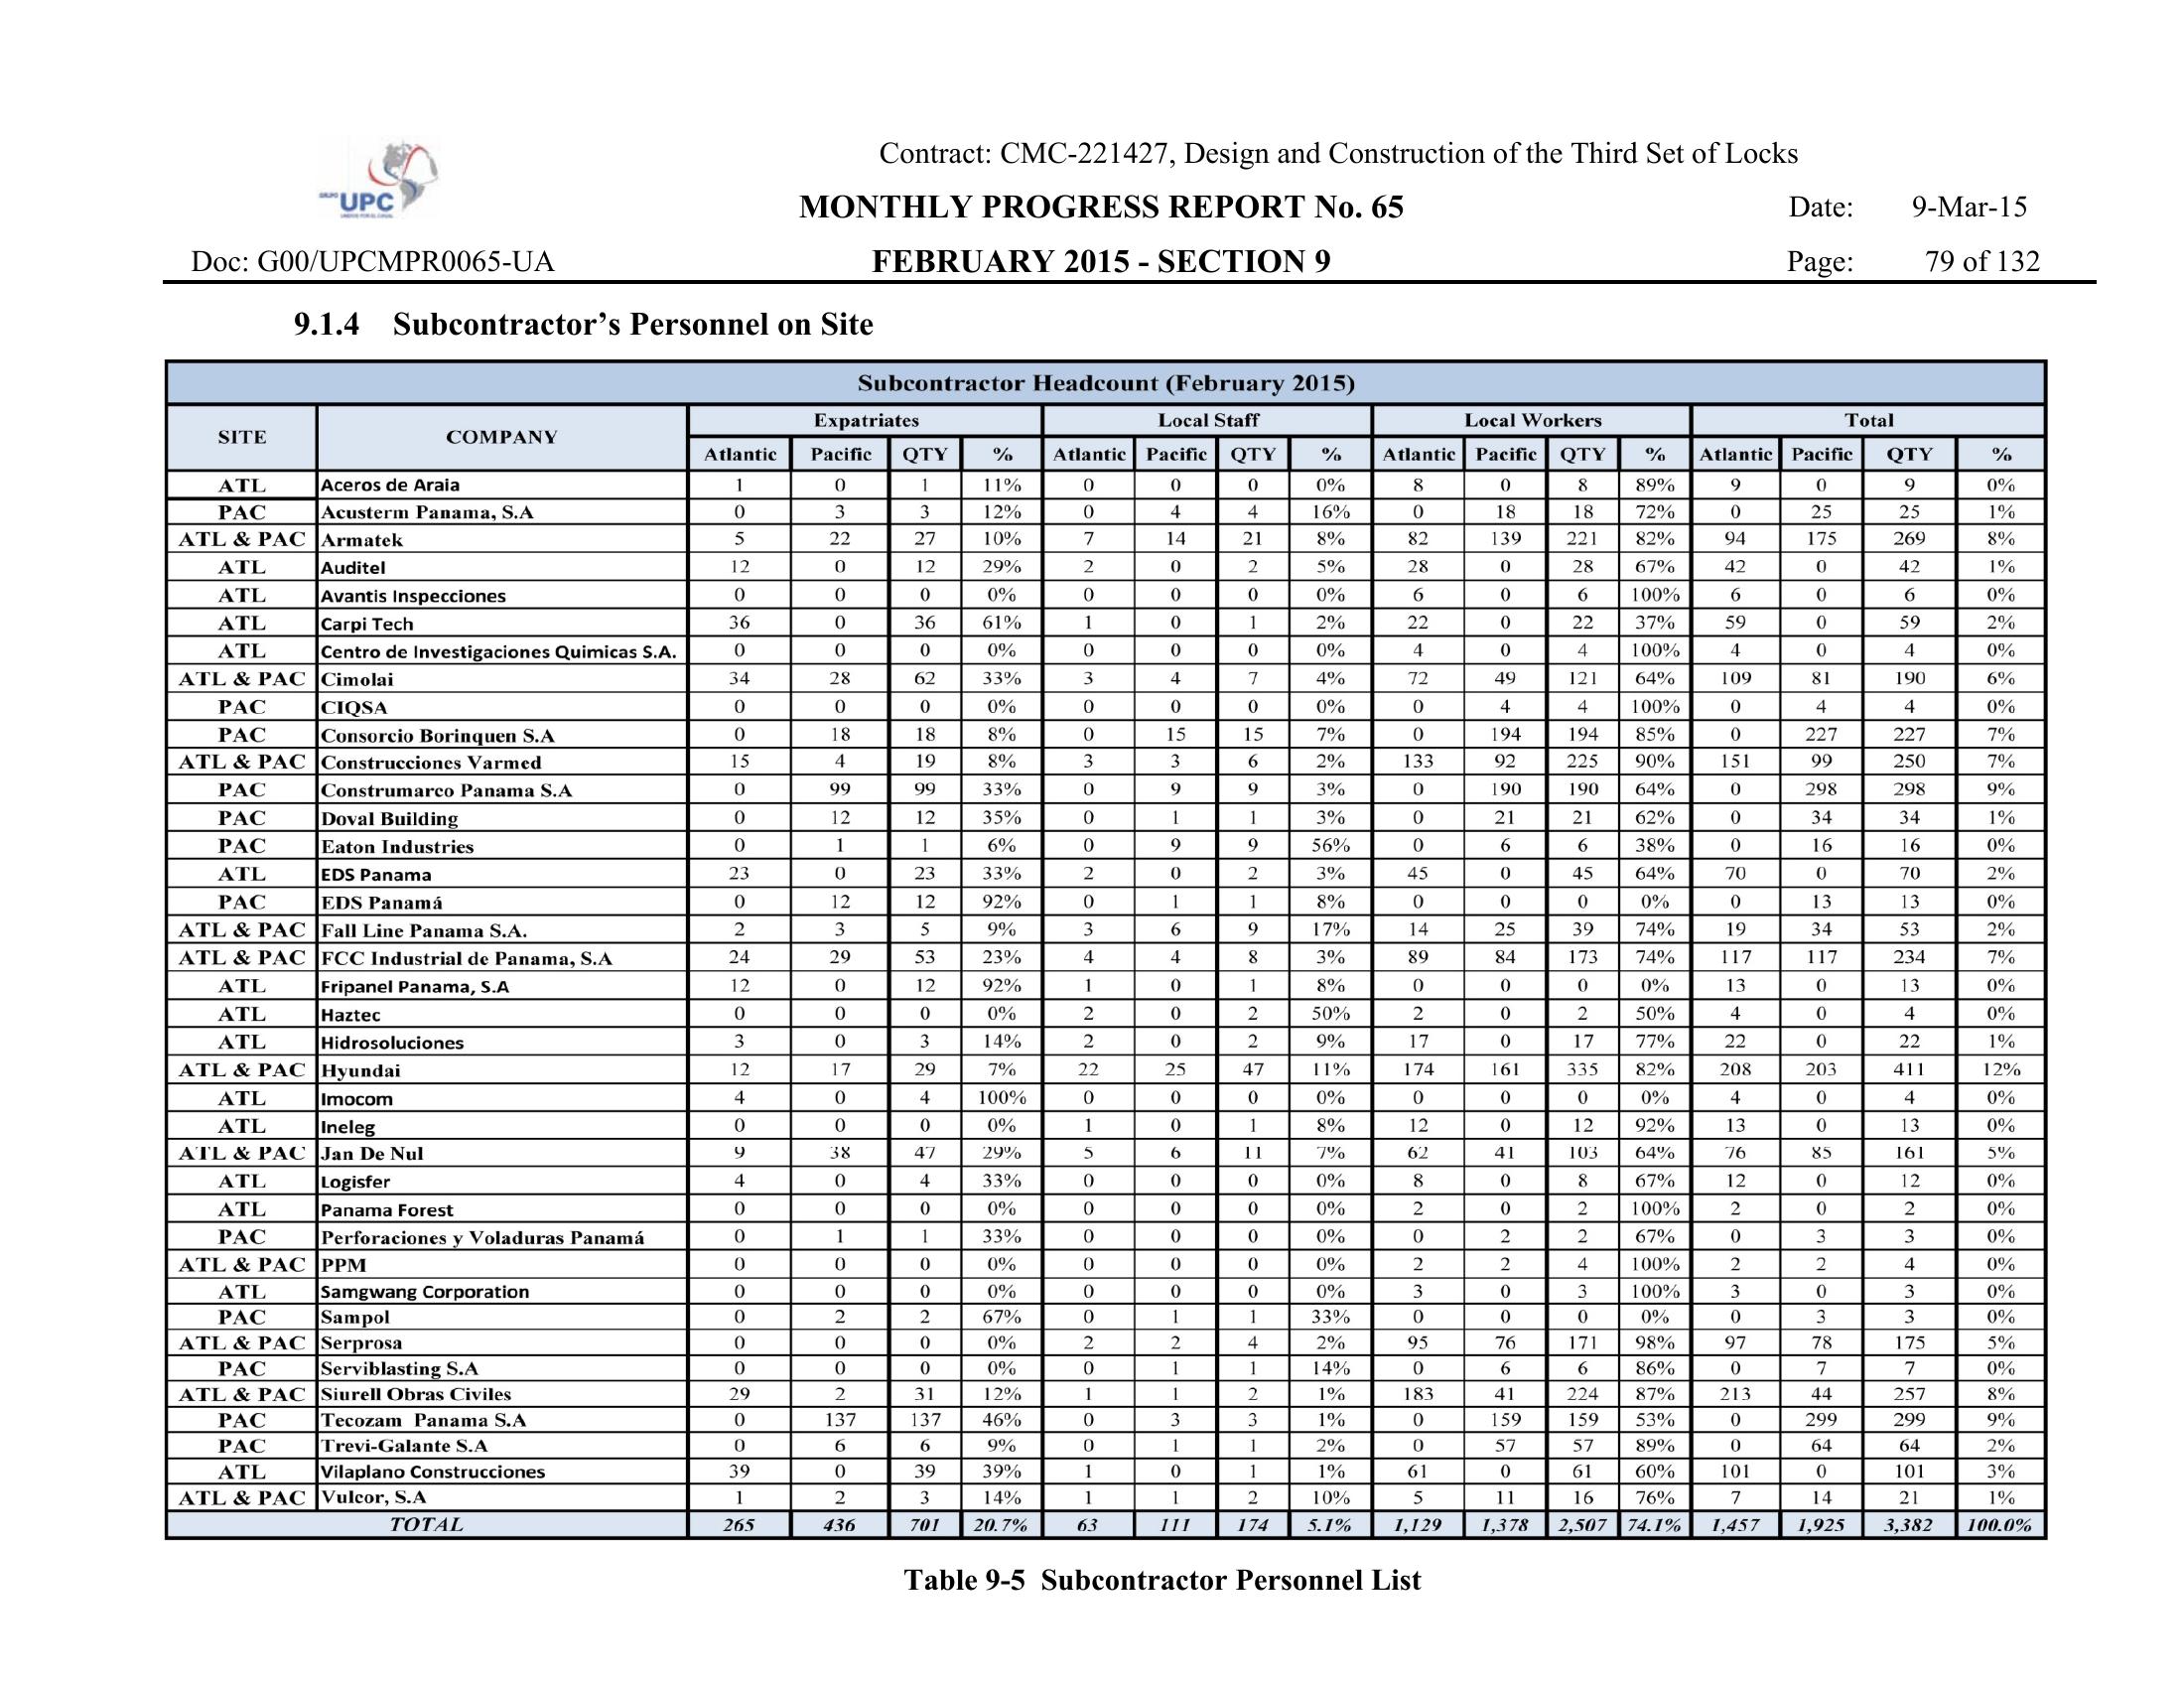 Contract: CMC-221427, Design and Construction of the Third Set of Locks
GRUPO UPC
MONTHLY PROGRESS REPORT No. 65 Date: 9-Mar-15
Doc: G00/UPCMPR0065-UA FEBRUARY 2015 - SECTION 9 Page: 79 of 132
9.1.4 Subcontractor’s Personnel on Site
Subcontractor Headcount (February 2015)
SITE COMPANY Expatriates Local Staff Local Workers Total
Atlantic Pacific QTY % Atlantic Pacific QTY % Atlantic Pacific QTY % Atlantic Pacific QTY %
ATL Aceros de Araia 1 0 1 11% 0 0 0 0% 8 0 8 89% 9 0 9 0%
PAC Acusterm Panama, S.A 0 3 3 12% 0 4 4 16% 0 18 18 72% 0 25 25 1%
ATL & PAC Armatek 5 22 27 10% 7 14 21 8% 82 139 221 82% 94 175 269 8%
ATL Auditel 12 0 12 29% 2 0 2 5% 28 0 28 67% 42 0 42 1%
ATL Avantis Inspecciones 0 0 0 0% 0 0 0 0% 6 0 6 100% 6 0 6 0%
ATL Carpi Tech 36 0 36 61% 1 0 1 2% 22 0 22 37% 59 0 59 2%
ATL Centro de Investigaciones Quimicas S.A. 0 0 0 0% 0 0 0 0% 4 0 4 100% 4 0 4 0%
ATL & PAC Cimolai 34 28 62 33% 3 4 7 4% 72 49 121 64% 109 81 190 6%
PAC CIQSA 0 0 0 0% 0 0 0 0% 0 4 4 100% 0 4 4 0%
PAC Consorcio Borinquen S.A 0 18 18 8% 0 15 15 7% 0 194 194 85% 0 227 227 7%
ATL & PAC Construcciones Varmed 15 4 19 8% 3 3 6 2% 133 92 225 90% 151 99 250 7%
PAC Construmarco Panama S.A 0 99 99 33% 0 9 9 3% 0 190 190 64% 0 298 298 9%
PAC Doval Building 0 12 12 35% 0 1 1 3% 0 21 21 62% 0 34 34 1%
PAC Eaton Industries 0 1 1 6% 0 9 9 56% 0 6 6 38% 0 16 16 0%
ATL EDS Panama 23 0 23 33% 2 0 2 3% 45 0 45 64% 70 0 70 2%
PAC EDS Panamá 0 12 12 92% 0 1 1 8% 0 0 0 0% 0 13 13 0%
ATL & PAC Fall Line Panama S.A. 2 3 5 9% 3 6 9 17% 14 25 39 74% 19 34 53 2%
ATL & PAC FCC Industrial de Panama, S.A 24 29 53 23% 4 4 8 3% 89 84 173 74% 117 117 234 7%
ATL Fripanel Panama, S.A 12 0 12 92% 1 0 1 8% 0 0 0 0% 13 0 13 0%
ATL Haztec 0 0 0 0% 2 0 2 50% 2 0 2 50% 4 0 4 0%
ATL Hidrosoluciones 3 0 3 14% 2 0 2 9% 17 0 17 77% 22 0 22 1%
ATL & PAC Hyundai 12 17 29 7% 22 25 47 11% 174 161 335 82% 208 203 411 12%
ATL Imocom 4 0 4 100% 0 0 0 0% 0 0 0 0% 4 0 4 0%
ATL Ineleg 0 0 0 0% 1 0 1 8% 12 0 12 92% 13 0 13 0%
ATL & PAC Jan De Nul 9 38 47 29% 5 6 11 7% 62 41 103 64% 76 85 161 5%
ATL Logisfer 4 0 4 33% 0 0 0 0% 8 0 8 67% 12 0 12 0%
ATL Panama Forest 0 0 0 0% 0 0 0 0% 2 0 2 100% 2 0 2 0%
PAC Perforaciones y Voladuras Panamá 0 1 1 33% 0 0 0 0% 0 2 2 67% 0 3 3 0%
ATL & PAC PPM 0 0 0 0% 0 0 0 0% 2 2 4 100% 2 2 4 0%
ATL Samgwang Corporation 0 0 0 0% 0 0 0 0% 3 0 3 100% 3 0 3 0%
PAC Sampol 0 2 2 67% 0 1 1 33% 0 0 0 0% 0 3 3 0%
ATL & PAC Serprosa 0 0 0 0% 2 2 4 2% 95 76 171 98% 97 78 175 5%
PAC Serviblasting S.A 0 0 0 0% 0 1 1 14% 0 6 6 86% 0 7 7 0%
ATL & PAC Siurell Obras Civiles 29 2 31 12% 1 1 2 1% 183 41 224 87% 213 44 257 8%
PAC Tecozam Panama S.A 0 137 137 46% 0 3 3 1% 0 159 159 53% 0 299 299 9%
PAC Trevi-Galante S.A 0 6 6 9% 0 1 1 2% 0 57 57 89% 0 64 64 2%
ATL Vilaplano Construcciones 39 0 39 39% 1 0 1 1% 61 0 61 60% 101 0 101 3%
ATL & PAC Vulcor, S.A 1 2 3 14% 1 1 2 10% 5 11 16 76% 7 14 21 1%
TOTAL 265 436 701 20.7% 63 111 174 5.1% 1,129 1,378 2,507 74.1% 1,457 1,925 3,382 100.0%
Table 9-5 Subcontractor Personnel List